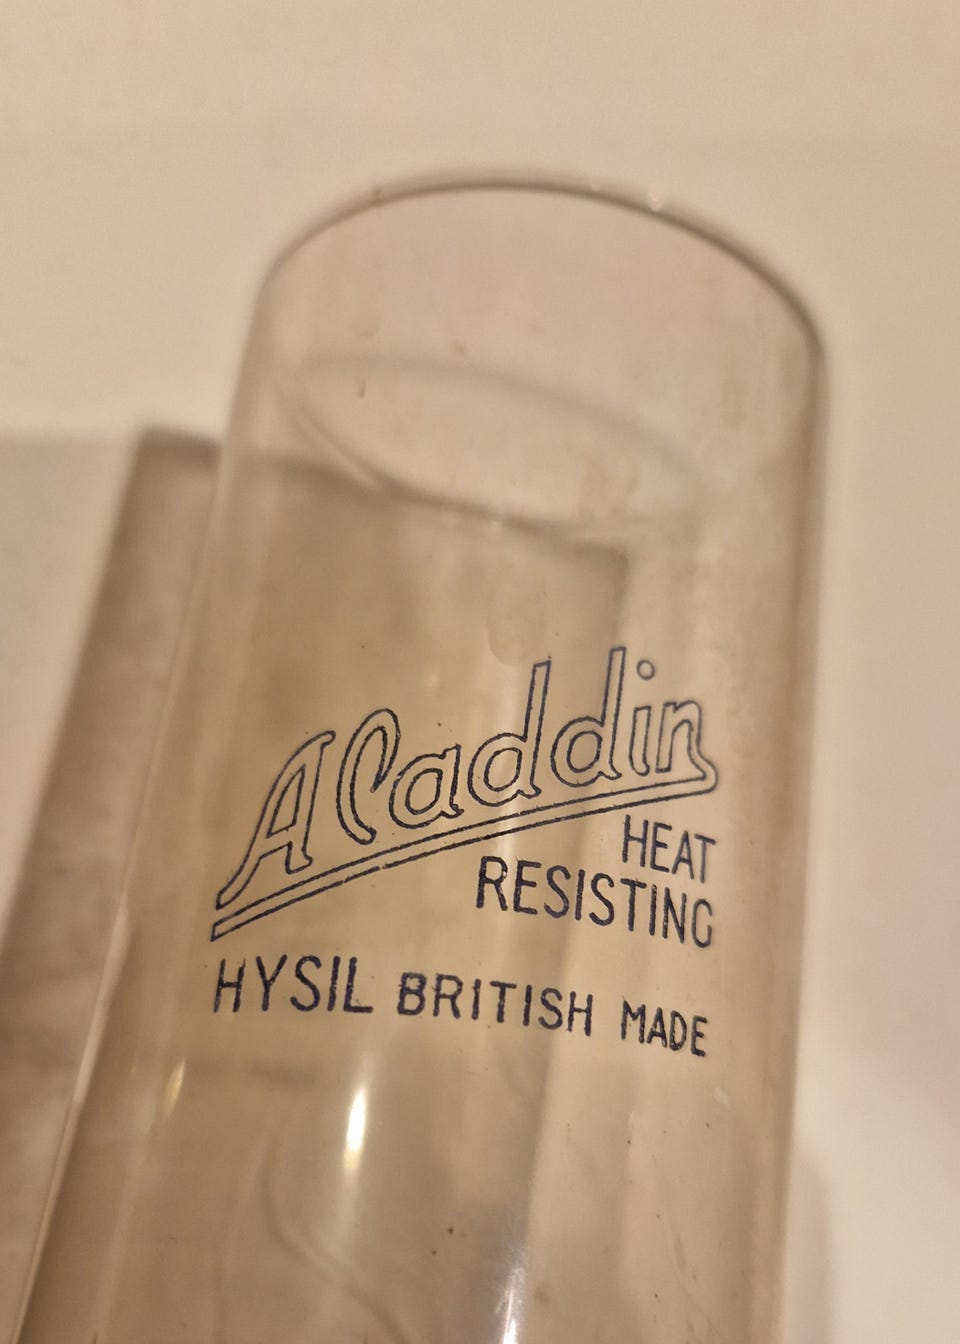 Aladdin
HEAT
RESISTING
HYSIL BRITISH MADE